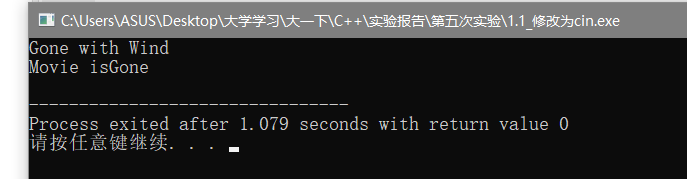 C:\Users\ASUS\Desktop\大学学习\大一下\C++\实验报告\第五次实验\1.1_修改为cin.exe
Gone with Wind
Movie isGone
--------------------------------
Process exited after 1.079 seconds with return value 0
请按任意键继续. . .